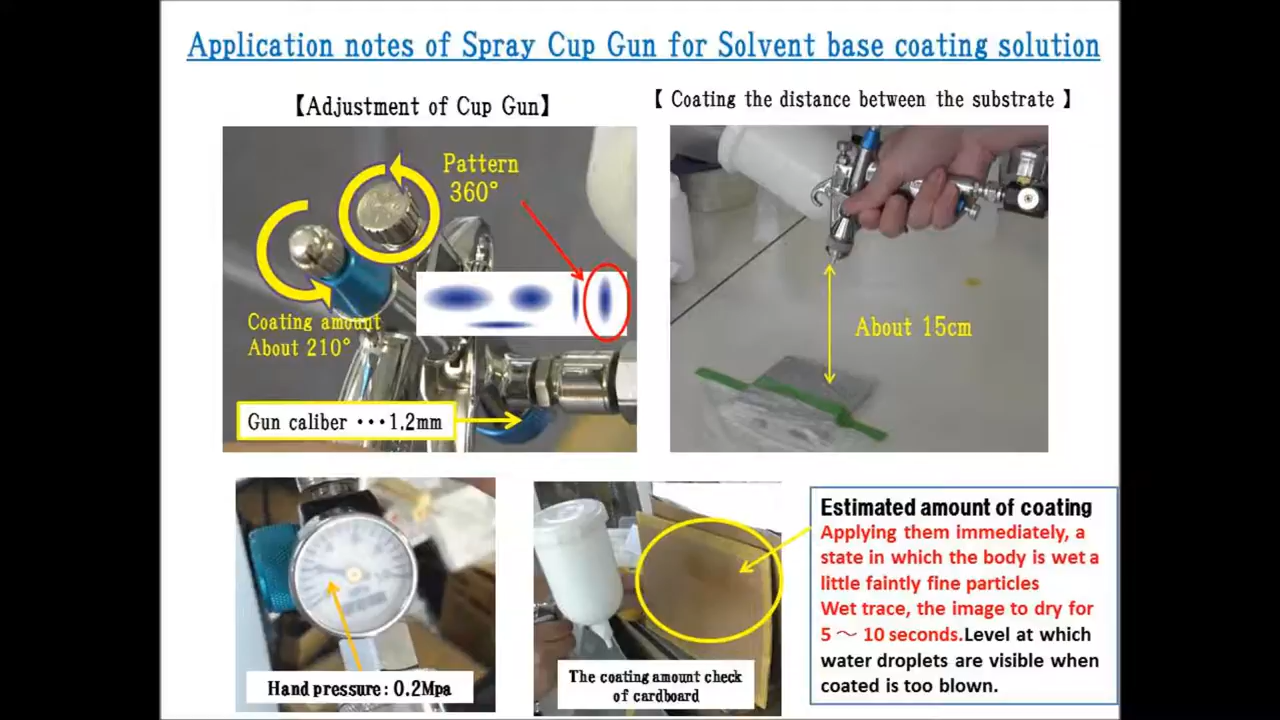 Application notes of Spray Cup Gun for Solvent base coating solution
【Adjustment of Cup Gun】
【 Coating the distance between the substrate 】
Pattern
360°
Coating amount
About 210°
Gun caliber ･･･1.2mm
About 15cm
Hand pressure: 0.2Mpa
The coating amount check
of cardboard
Estimated amount of coating
Applying them immediately, a
state in which the body is wet a
little faintly fine particles
Wet trace, the image to dry for
5 ～ 10 seconds.Level at which
water droplets are visible when
coated is too blown.